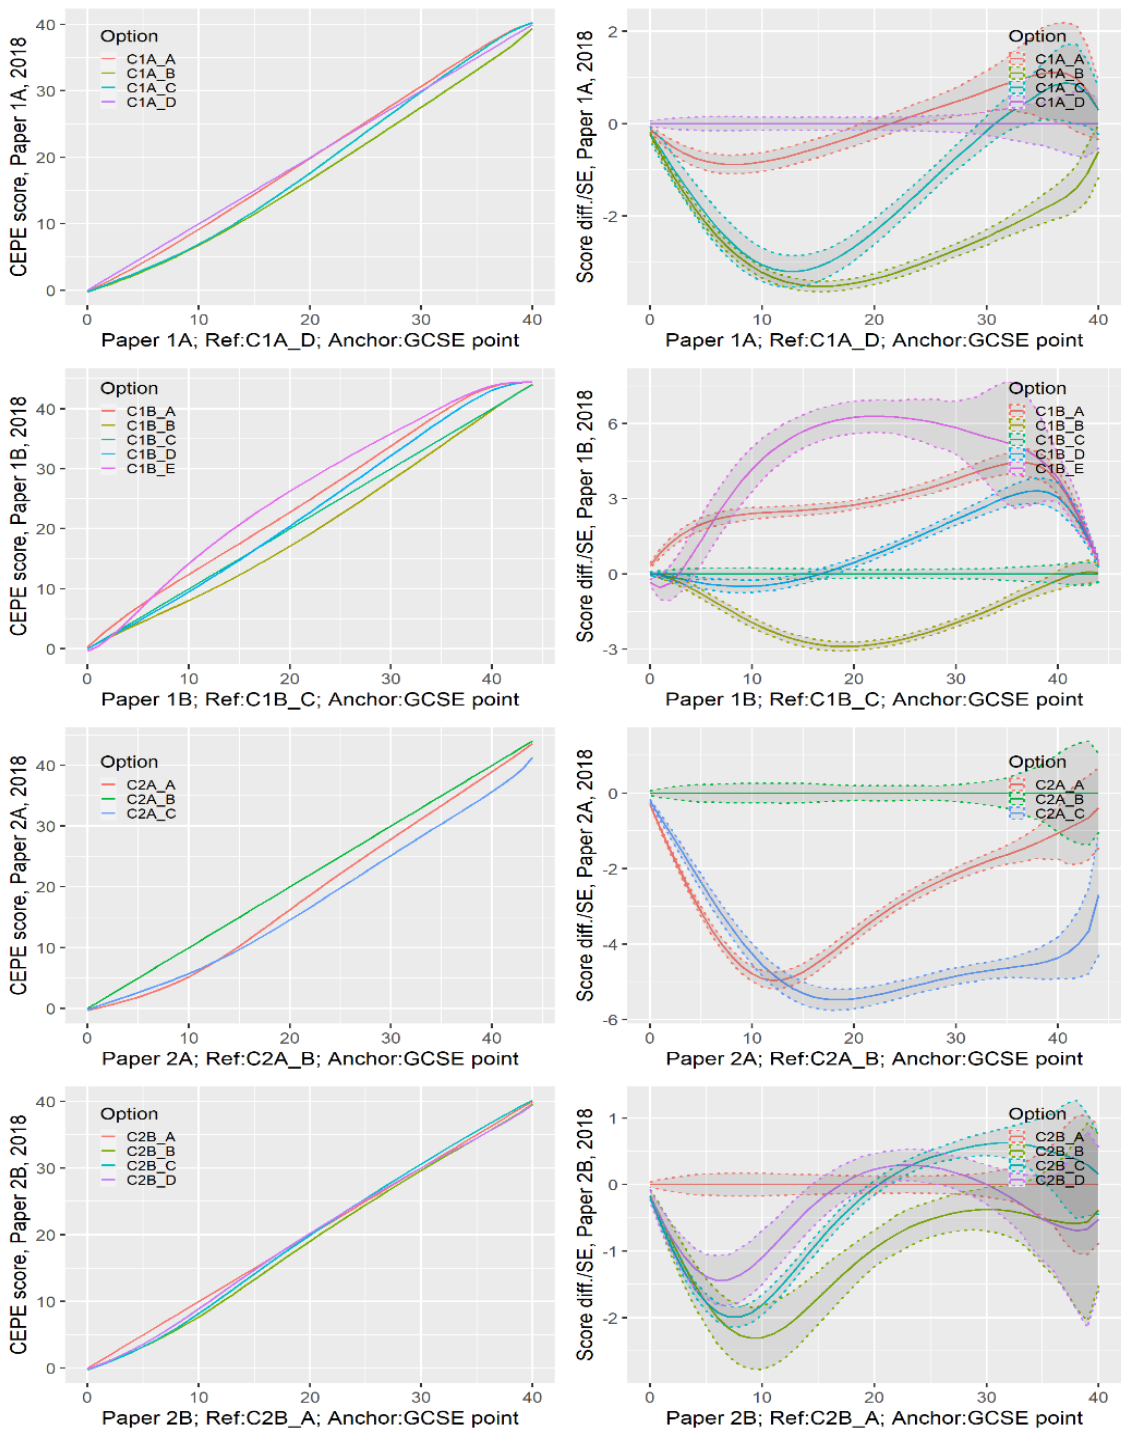 CEPE score, Paper 1A, 2018
40
30
20
10
0
Option
C1A_A
C1A_B
C1A_C
C1A_D
0 10 20 30 40
Paper 1A; Ref:C1A_D; Anchor:GCSE point
Score diff./SE, Paper 1A, 2018
2
0
-2
Option
C1A_A
C1A_B
C1A_C
C1A_D
0 10 20 30 40
Paper 1A; Ref:C1A_D; Anchor:GCSE point
CEPE score, Paper 1B, 2018
40
30
20
10
0
Option
C1B_A
C1B_B
C1B_C
C1B_D
C1B_E
0 10 20 30 40
Paper 1B; Ref:C1B_C; Anchor:GCSE point
Score diff./SE, Paper 1B, 2018
6
3
0
-3
Option
C1B_A
C1B_B
C1B_C
C1B_D
C1B_E
0 10 20 30 40
Paper 1B; Ref:C1B_C; Anchor:GCSE point
CEPE score, Paper 2A, 2018
40
30
20
10
0
Option
C2A_A
C2A_B
C2A_C
0 10 20 30 40
Paper 2A; Ref:C2A_B; Anchor:GCSE point
Score diff./SE, Paper 2A, 2018
0
-2
-4
-6
Option
C2A_A
C2A_B
C2A_C
0 10 20 30 40
Paper 2A; Ref:C2A_B; Anchor:GCSE point
CEPE score, Paper 2B, 2018
40
30
20
10
0
Option
C2B_A
C2B_B
C2B_C
C2B_D
0 10 20 30 40
Paper 2B; Ref:C2B_A; Anchor:GCSE point
Score diff./SE, Paper 2B, 2018
1
0
-1
-2
Option
C2B_A
C2B_B
C2B_C
C2B_D
0 10 20 30 40
Paper 2B; Ref:C2B_A; Anchor:GCSE point